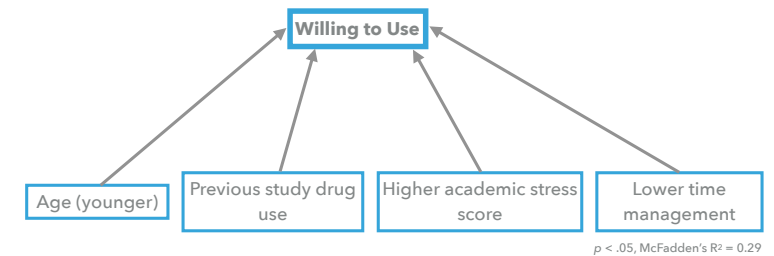 Willing to Use
Age (younger)
Previous study drug
use
Higher academic stress
score
Lower time
management
p < .05, McFadden's R² = 0.29